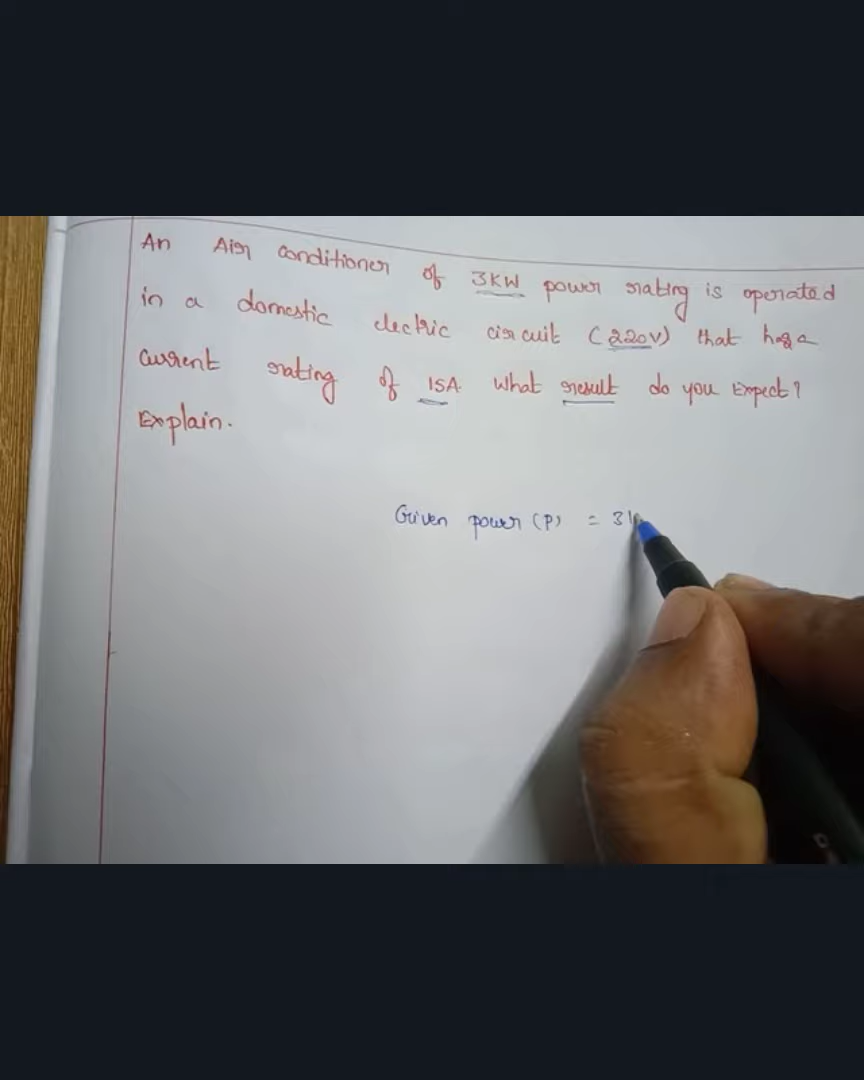 An Air conditioner of 3KW power rating is operated
in a domestic electric circuit (220V) that has a
current rating of 15A. What result do you Expect?
Explain.
Given power (P) = 3